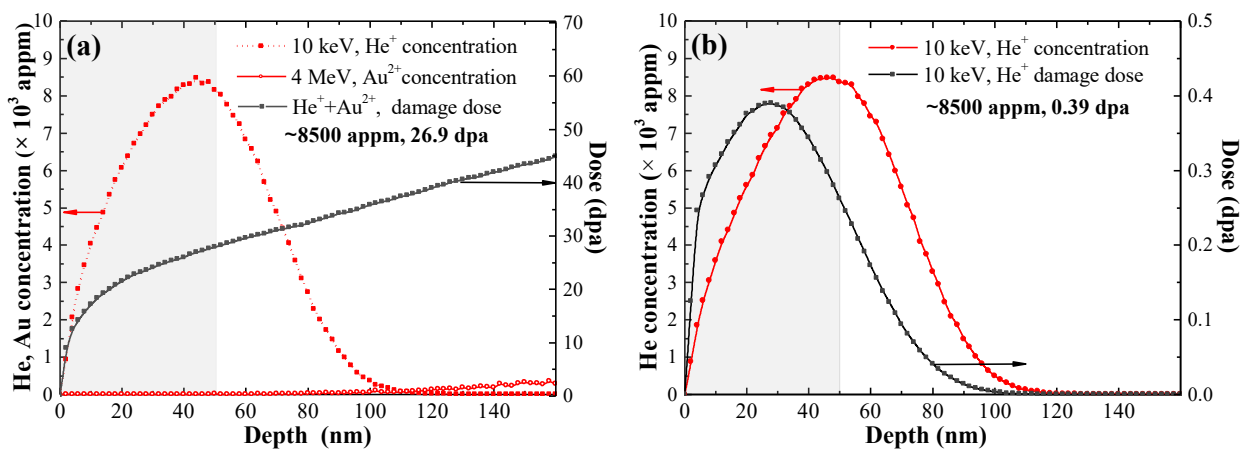 (a)
10 keV, He⁺ concentration
4 MeV, Au²⁺ concentration
He⁺+Au²⁺, damage dose
~8500 appm, 26.9 dpa
He, Au concentration (× 10³ appm)
10
9
8
7
6
5
4
3
2
1
0
70
60
50
40
30
20
10
0
Dose (dpa)
0 20 40 60 80 100 120 140
Depth (nm)
(b)
10 keV, He⁺ concentration
10 keV, He⁺ damage dose
~8500 appm, 0.39 dpa
He concentration (× 10³ appm)
10
9
8
7
6
5
4
3
2
1
0
0.5
0.4
0.3
0.2
0.1
0.0
Dose (dpa)
0 20 40 60 80 100 120 140
Depth (nm)